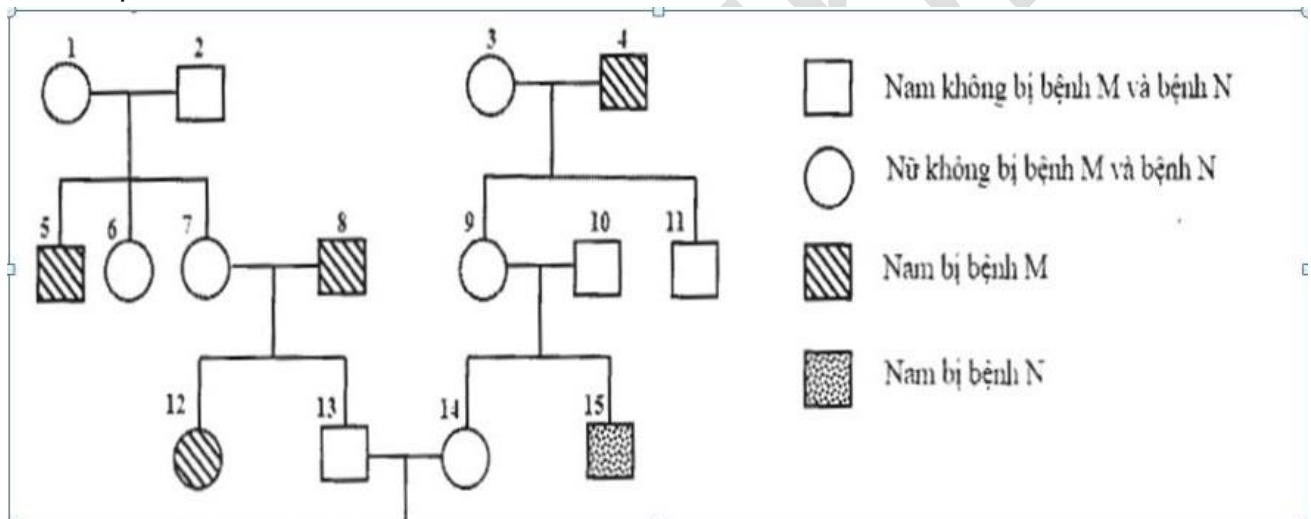 1 2 3 4
Nam không bị bệnh M và bệnh N
Nữ không bị bệnh M và bệnh N
5 6 7 8 9 10 11
Nam bị bệnh M
Nam bị bệnh N
12 13 14 15